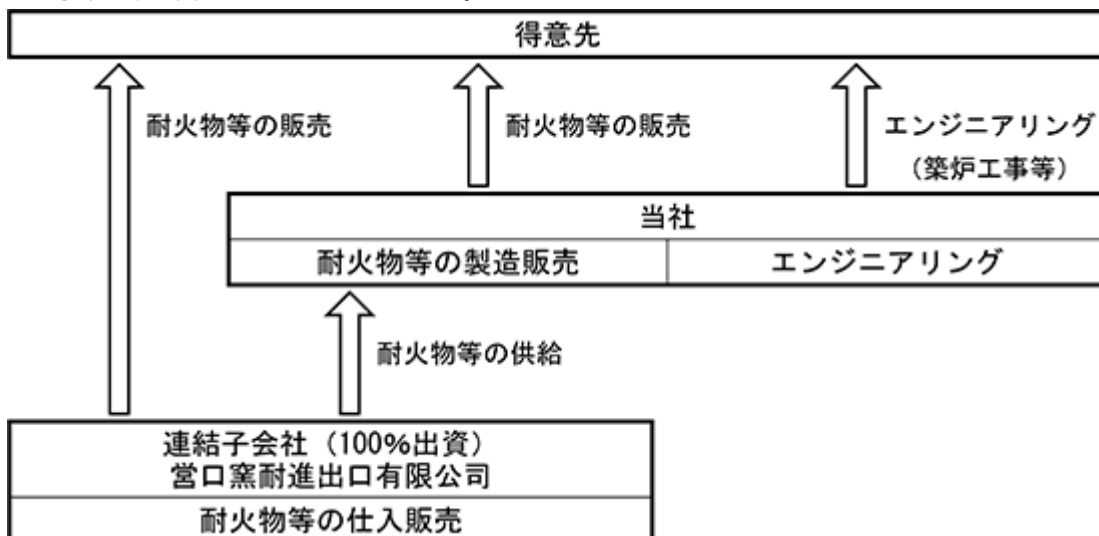 得意先
耐火物等の販売
耐火物等の販売
エンジニアリング
（築炉工事等）
当社
耐火物等の製造販売
エンジニアリング
耐火物等の供給
連結子会社（100％出資）
営口窯耐進出口有限公司
耐火物等の仕入販売